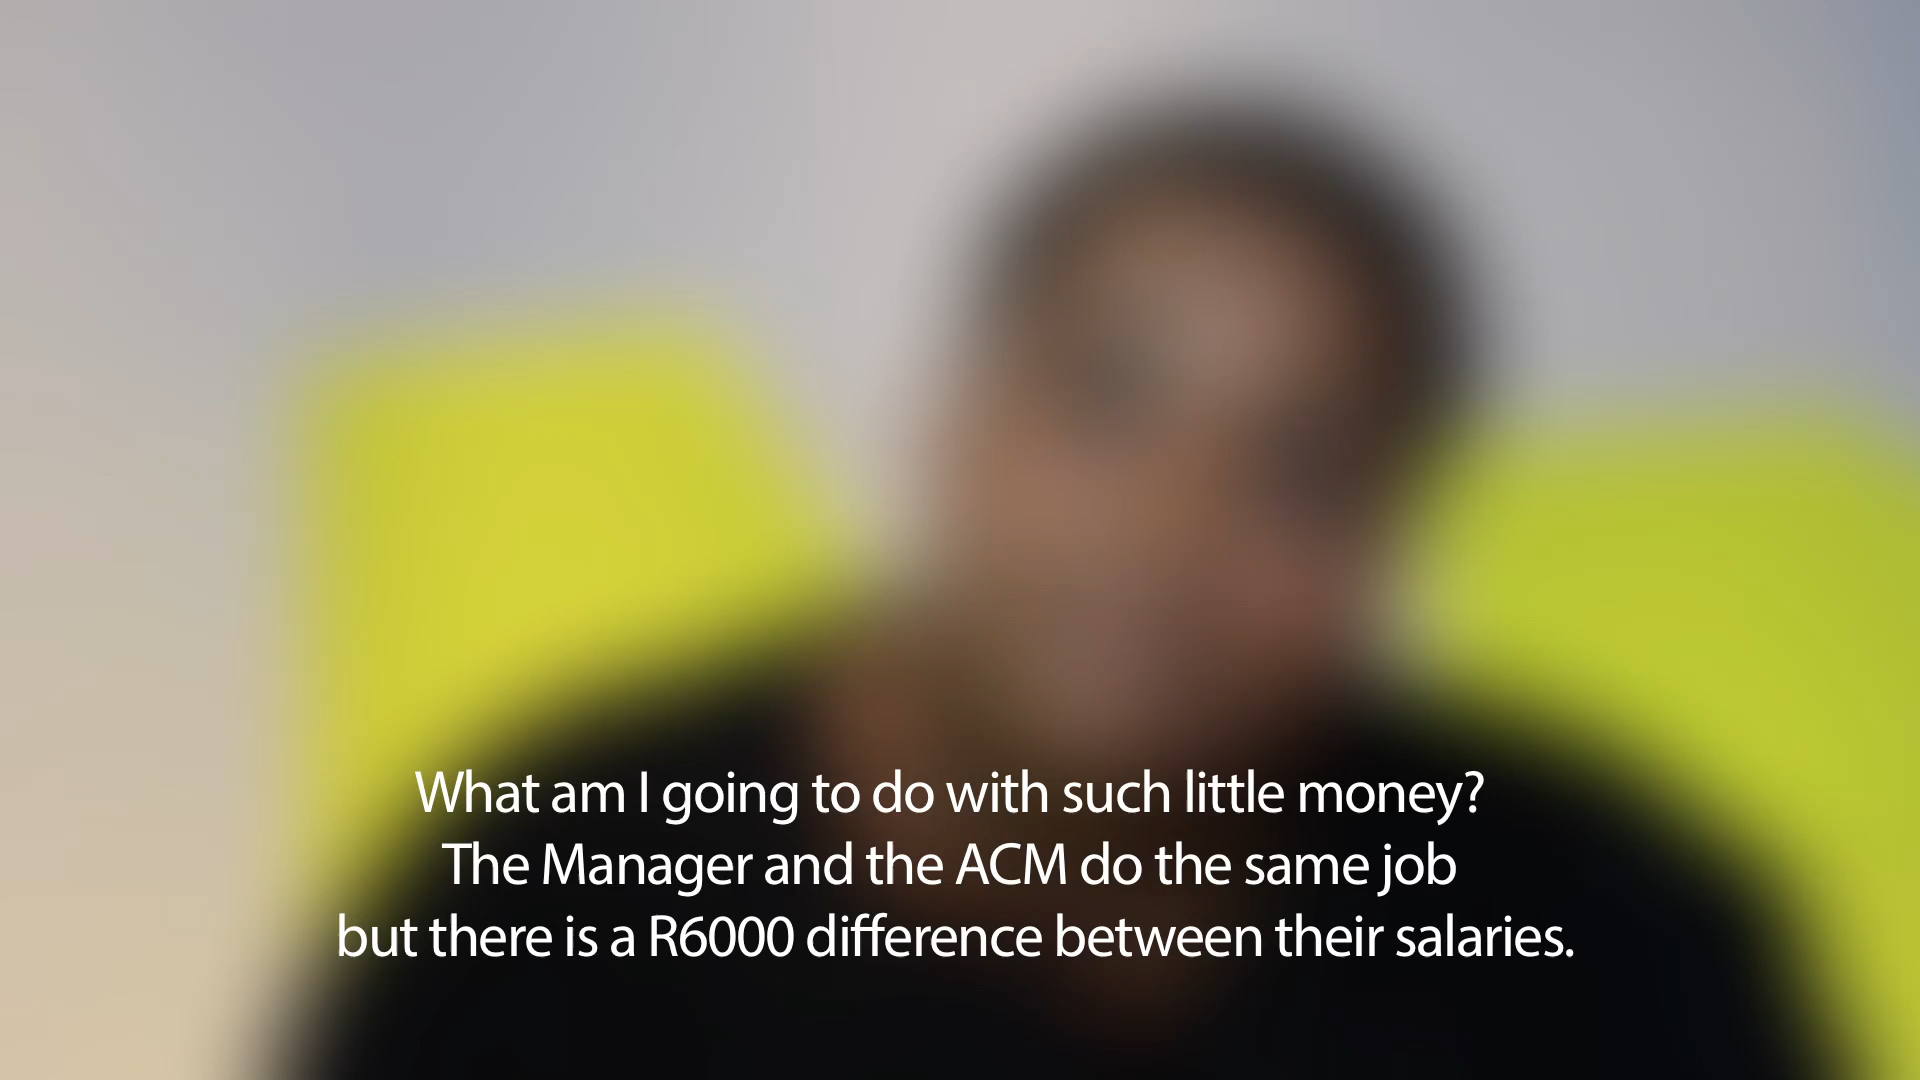 What am I going to do with such little money?
The Manager and the ACM do the same job
but there is a R6000 difference between their salaries.